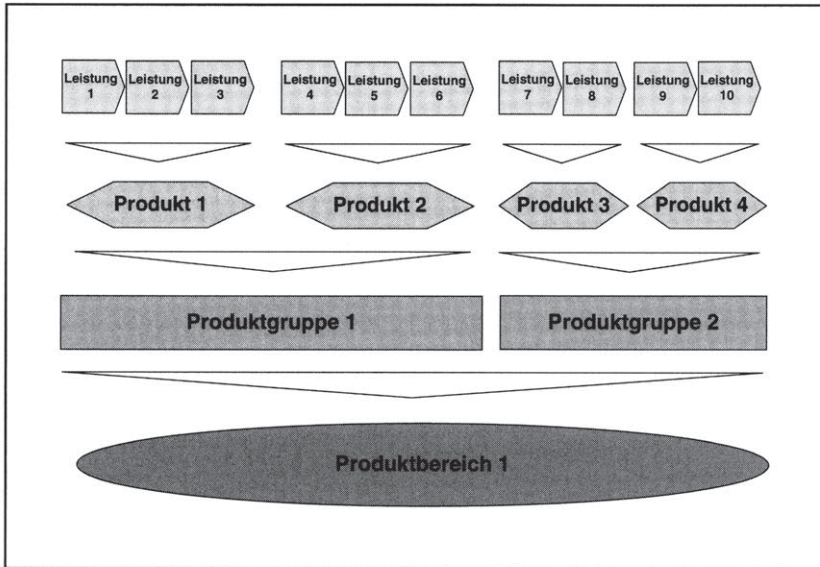 Leistung 1
Leistung 2
Leistung 3
Leistung 4
Leistung 5
Leistung 6
Leistung 7
Leistung 8
Leistung 9
Leistung 10
Produkt 1
Produkt 2
Produkt 3
Produkt 4
Produktgruppe 1
Produktgruppe 2
Produktbereich 1